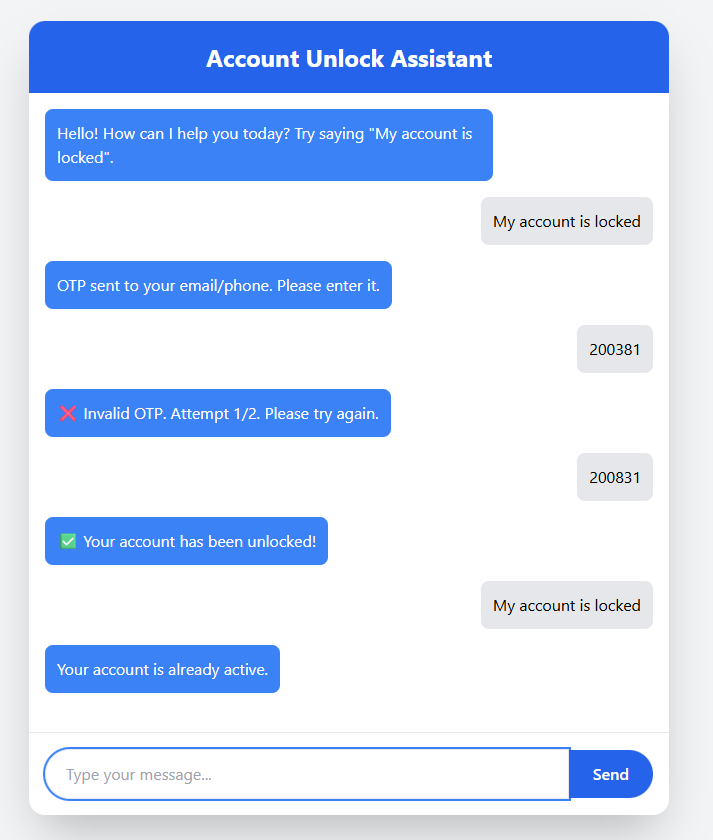 Account Unlock Assistant
Hello! How can I help you today? Try saying "My account is
locked".
My account is locked
OTP sent to your email/phone. Please enter it.
200381
❌ Invalid OTP. Attempt 1/2. Please try again.
200831
✅ Your account has been unlocked!
My account is locked
Your account is already active.
Type your message...
Send